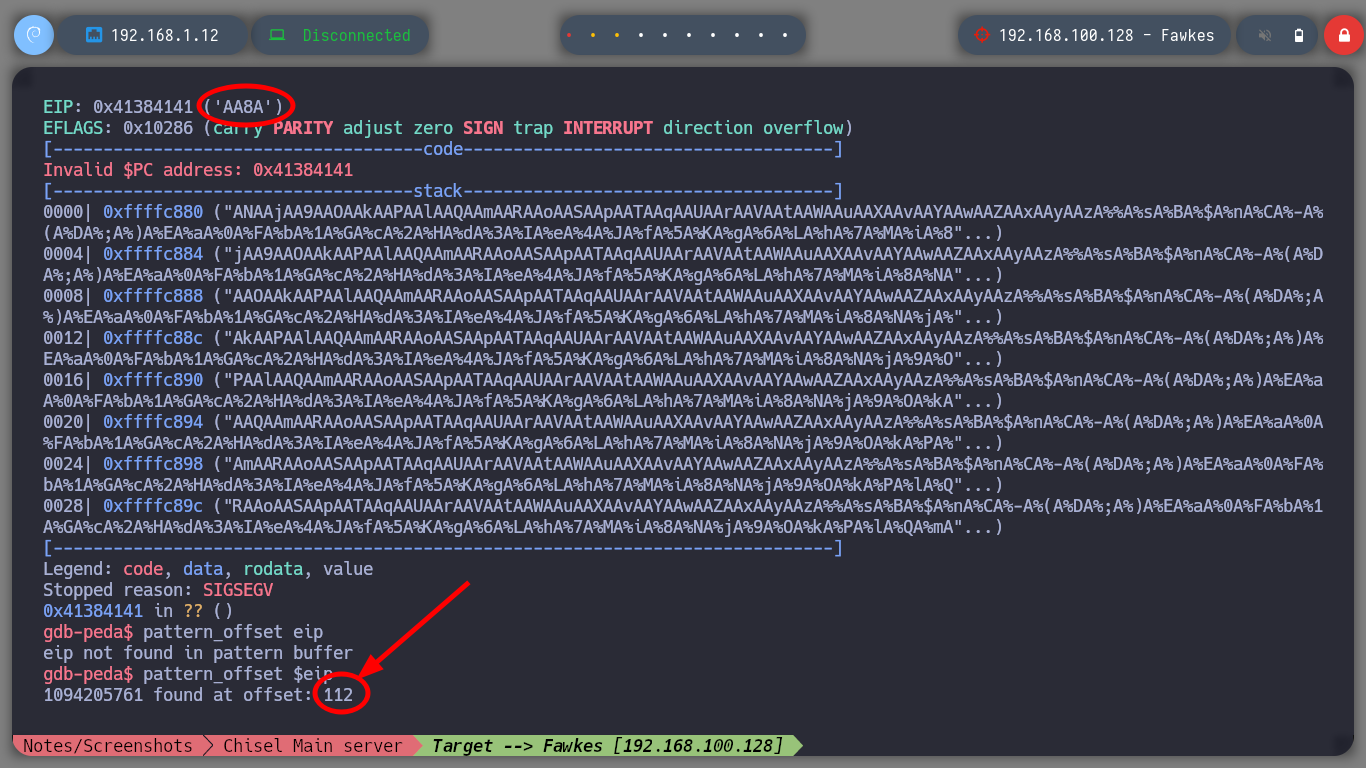 192.168.1.12 Disconnected 192.168.100.128 - Fawkes
EIP: 0x41384141 ('AA8A')
EFLAGS: 0x10286 (carry PARITY adjust zero SIGN trap INTERRUPT direction overflow)
[-------------------------------------code-------------------------------------]
Invalid $PC address: 0x41384141
[------------------------------------stack-------------------------------------]
0000| 0xffffc880 ("ANAAjAA9AAOAAkAAPAAlAAQAAmAARAAoAASAApAATAAqAAUAArAAVAAtAAWAAuAAXAAvAAYAAwAAZAAxAAyAAzA%%A%sA%BA%$A%nA%CA%-A%
(A%DA%;A%)A%EA%aA%0A%FA%bA%1A%GA%cA%2A%HA%dA%3A%IA%eA%4A%JA%fA%5A%KA%gA%6A%LA%hA%7A%MA%iA%8"...)
0004| 0xffffc884 ("jAA9AAOAAkAAPAAlAAQAAmAARAAoAASAApAATAAqAAUAArAAVAAtAAWAAuAAXAAvAAYAAwAAZAAxAAyAAzA%%A%sA%BA%$A%nA%CA%-A%(A%D
A%;A%)A%EA%aA%0A%FA%bA%1A%GA%cA%2A%HA%dA%3A%IA%eA%4A%JA%fA%5A%KA%gA%6A%LA%hA%7A%MA%iA%8A%NA"...)
0008| 0xffffc888 ("AAOAAkAAPAAlAAQAAmAARAAoAASAApAATAAqAAUAArAAVAAtAAWAAuAAXAAvAAYAAwAAZAAxAAyAAzA%%A%sA%BA%$A%nA%CA%-A%(A%DA%;A
%)A%EA%aA%0A%FA%bA%1A%GA%cA%2A%HA%dA%3A%IA%eA%4A%JA%fA%5A%KA%gA%6A%LA%hA%7A%MA%iA%8A%NA%jA%"...)
0012| 0xffffc88c ("AkAAPAAlAAQAAmAARAAoAASAApAATAAqAAUAArAAVAAtAAWAAuAAXAAvAAYAAwAAZAAxAAyAAzA%%A%sA%BA%$A%nA%CA%-A%(A%DA%;A%)A%
EA%aA%0A%FA%bA%1A%GA%cA%2A%HA%dA%3A%IA%eA%4A%JA%fA%5A%KA%gA%6A%LA%hA%7A%MA%iA%8A%NA%jA%9A%O"...)
0016| 0xffffc890 ("PAAlAAQAAmAARAAoAASAApAATAAqAAUAArAAVAAtAAWAAuAAXAAvAAYAAwAAZAAxAAyAAzA%%A%sA%BA%$A%nA%CA%-A%(A%DA%;A%)A%EA%a
A%0A%FA%bA%1A%GA%cA%2A%HA%dA%3A%IA%eA%4A%JA%fA%5A%KA%gA%6A%LA%hA%7A%MA%iA%8A%NA%jA%9A%OA%kA"...)
0020| 0xffffc894 ("AAQAAmAARAAoAASAApAATAAqAAUAArAAVAAtAAWAAuAAXAAvAAYAAwAAZAAxAAyAAzA%%A%sA%BA%$A%nA%CA%-A%(A%DA%;A%)A%EA%aA%0A
%FA%bA%1A%GA%cA%2A%HA%dA%3A%IA%eA%4A%JA%fA%5A%KA%gA%6A%LA%hA%7A%MA%iA%8A%NA%jA%9A%OA%kA%PA%"...)
0024| 0xffffc898 ("AmAARAAoAASAApAATAAqAAUAArAAVAAtAAWAAuAAXAAvAAYAAwAAZAAxAAyAAzA%%A%sA%BA%$A%nA%CA%-A%(A%DA%;A%)A%EA%aA%0A%FA%
bA%1A%GA%cA%2A%HA%dA%3A%IA%eA%4A%JA%fA%5A%KA%gA%6A%LA%hA%7A%MA%iA%8A%NA%jA%9A%OA%kA%PA%lA%Q"...)
0028| 0xffffc89c ("RAAoAASAApAATAAqAAUAArAAVAAtAAWAAuAAXAAvAAYAAwAAZAAxAAyAAzA%%A%sA%BA%$A%nA%CA%-A%(A%DA%;A%)A%EA%aA%0A%FA%bA%1
A%GA%cA%2A%HA%dA%3A%IA%eA%4A%JA%fA%5A%KA%gA%6A%LA%hA%7A%MA%iA%8A%NA%jA%9A%OA%kA%PA%lA%QA%mA"...)
[------------------------------------------------------------------------------]
Legend: code, data, rodata, value
Stopped reason: SIGSEGV
0x41384141 in ?? ()
gdb-peda$ pattern_offset eip
eip not found in pattern buffer
gdb-peda$ pattern_offset $eip
1094205761 found at offset: 112
Notes/Screenshots Chisel Main server Target --> Fawkes [192.168.100.128]